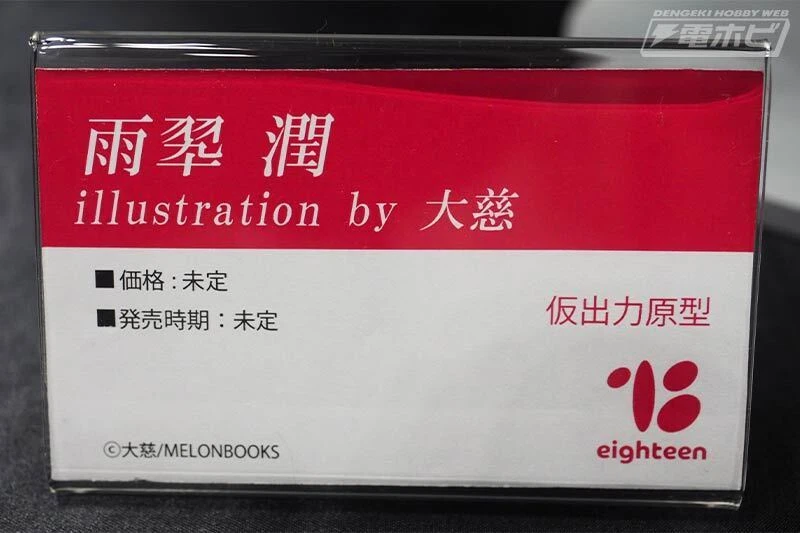 DENGEKI HOBBY WEB
電ホビ
雨翠 潤
illustration by 大慈
■価格：未定
■発売時期：未定
仮出力原型
eighteen
©大慈/MELONBOOKS